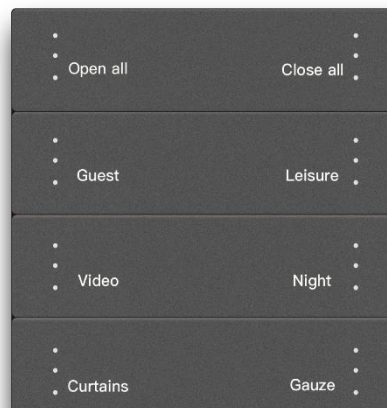 Open all
Close all
Guest
Leisure
Video
Night
Curtains
Gauze